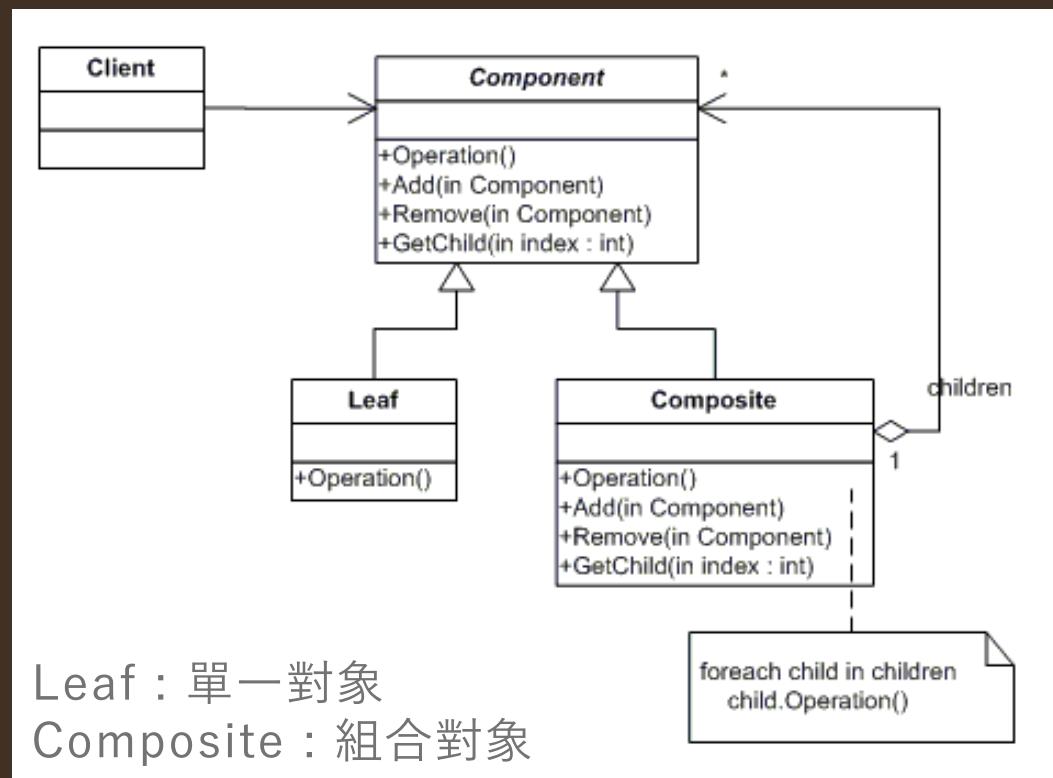 Client
Component
*
+Operation()
+Add(in Component)
+Remove(in Component)
+GetChild(in index : int)
Leaf
+Operation()
Composite
children
1
+Operation()
+Add(in Component)
+Remove(in Component)
+GetChild(in index : int)
foreach child in children
child.Operation()
Leaf：單一對象
Composite：組合對象